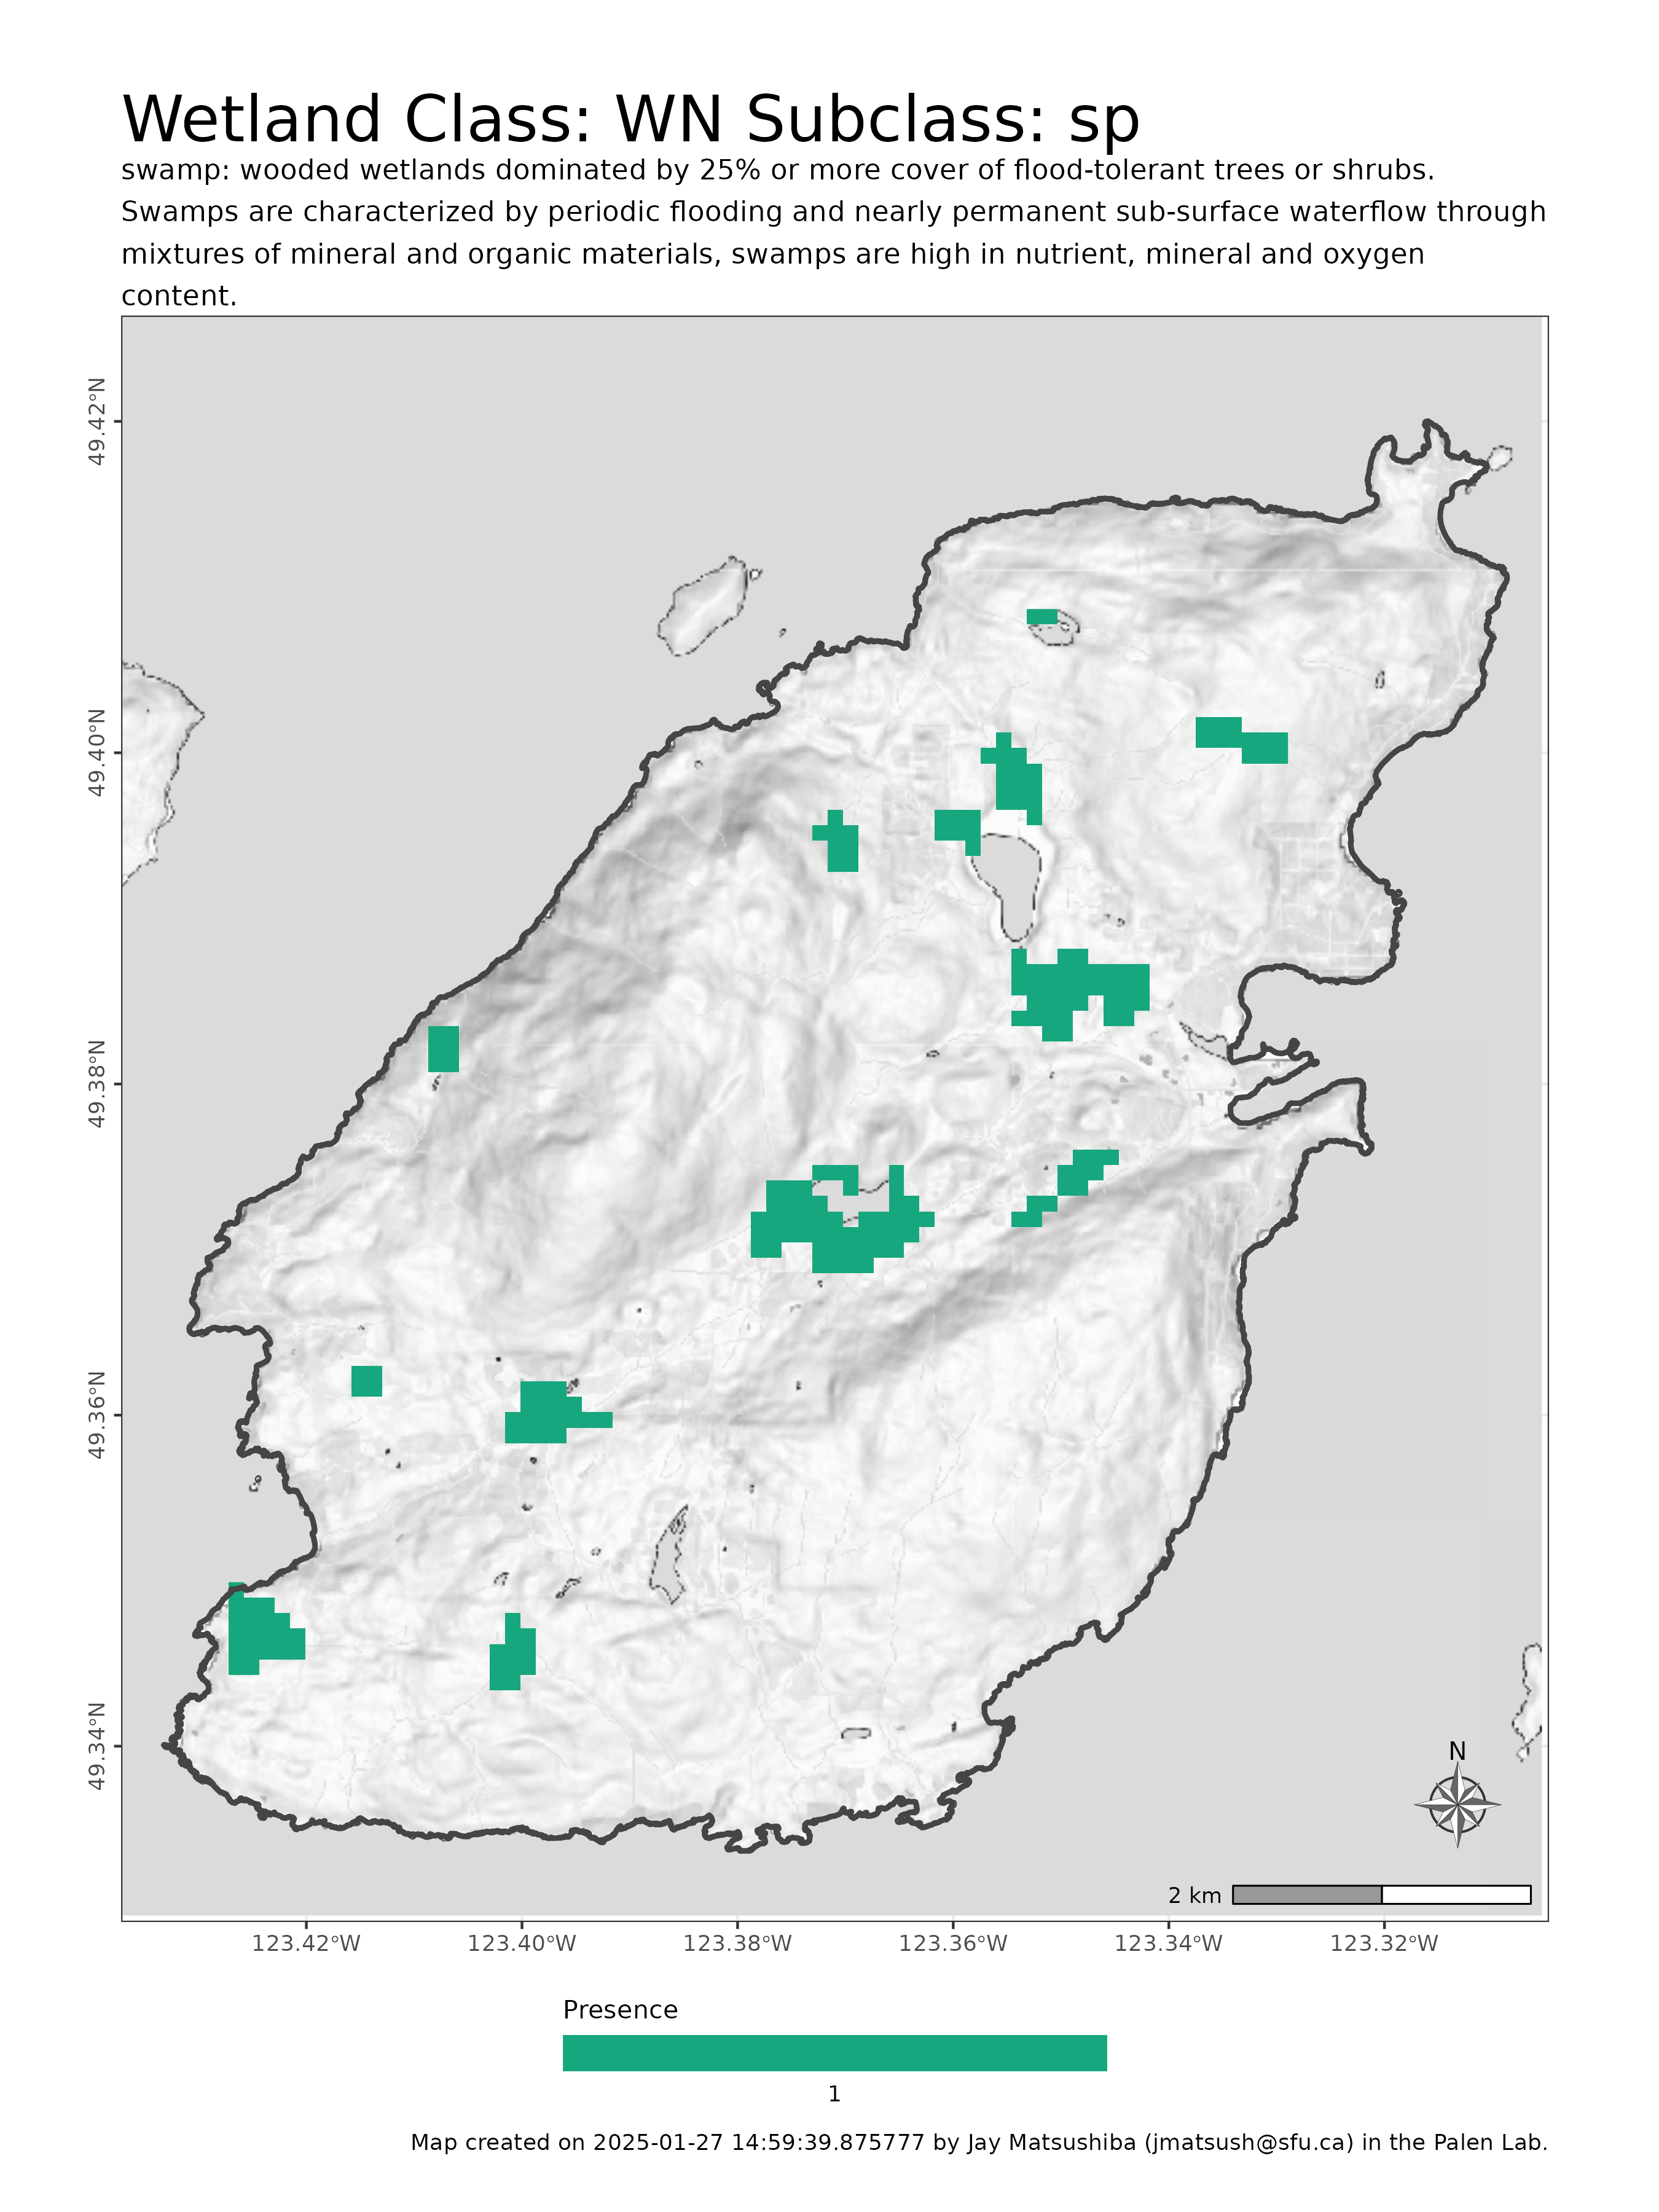 Wetland Class: WN Subclass: sp
swamp: wooded wetlands dominated by 25% or more cover of flood-tolerant trees or shrubs.
Swamps are characterized by periodic flooding and nearly permanent sub-surface waterflow through
mixtures of mineral and organic materials, swamps are high in nutrient, mineral and oxygen
content.
49.42°N
49.40°N
49.38°N
49.36°N
49.34°N
N
2 km
123.42°W
123.40°W
123.38°W
123.36°W
123.34°W
123.32°W
Presence
1
Map created on 2025-01-27 14:59:39.875777 by Jay Matsushiba (jmatsush@sfu.ca) in the Palen Lab.